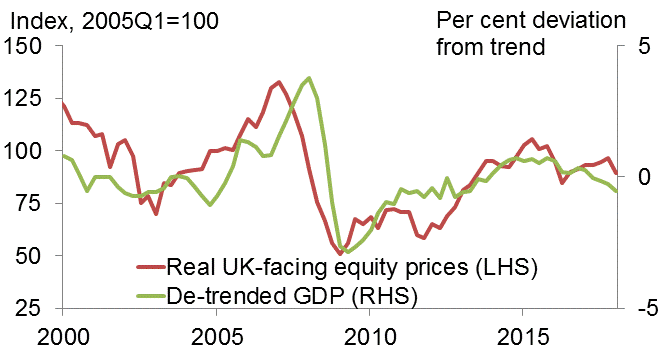 Index, 2005Q1=100
Per cent deviation
from trend
150
125
100
75
50
25
5
0
-5
Real UK-facing equity prices (LHS)
De-trended GDP (RHS)
2000
2005
2010
2015